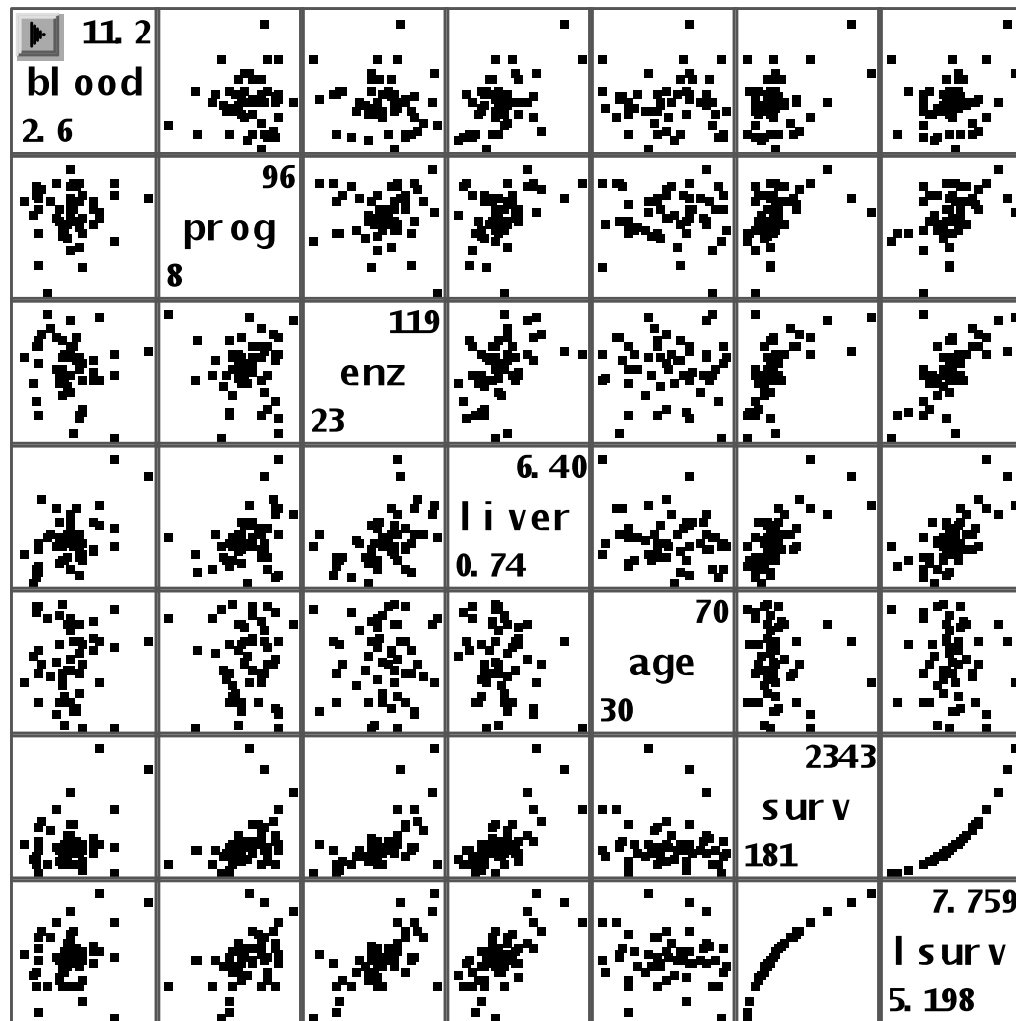 11.2
blood
2.6
96
prog
8
119
enz
23
6.40
liver
0.74
70
age
30
2343
surv
181
7.759
lsurv
5.198